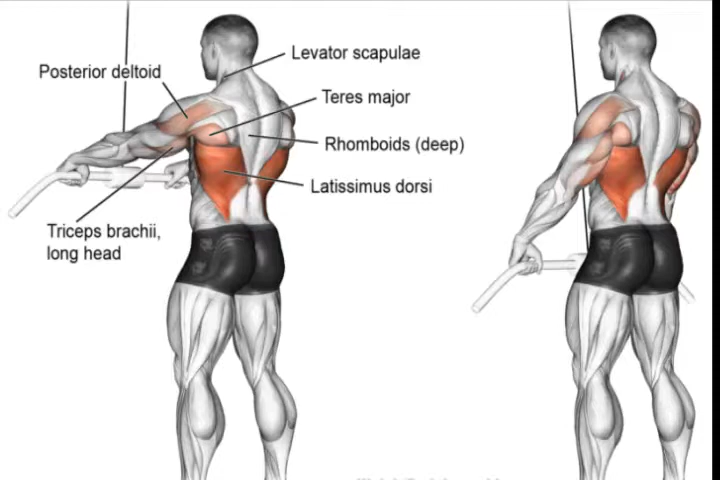 Levator scapulae
Posterior deltoid
Teres major
Rhomboids (deep)
Latissimus dorsi
Triceps brachii,
long head